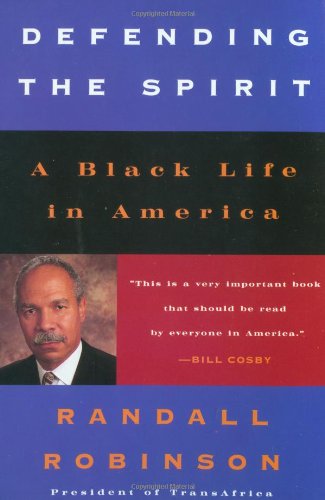 DEFENDING
THE SPIRIT
A Black Life
in America
"This is a very important book
that should be read
by everyone in America."
—BILL COSBY
RANDALL
ROBINSON
President of TransAfrica